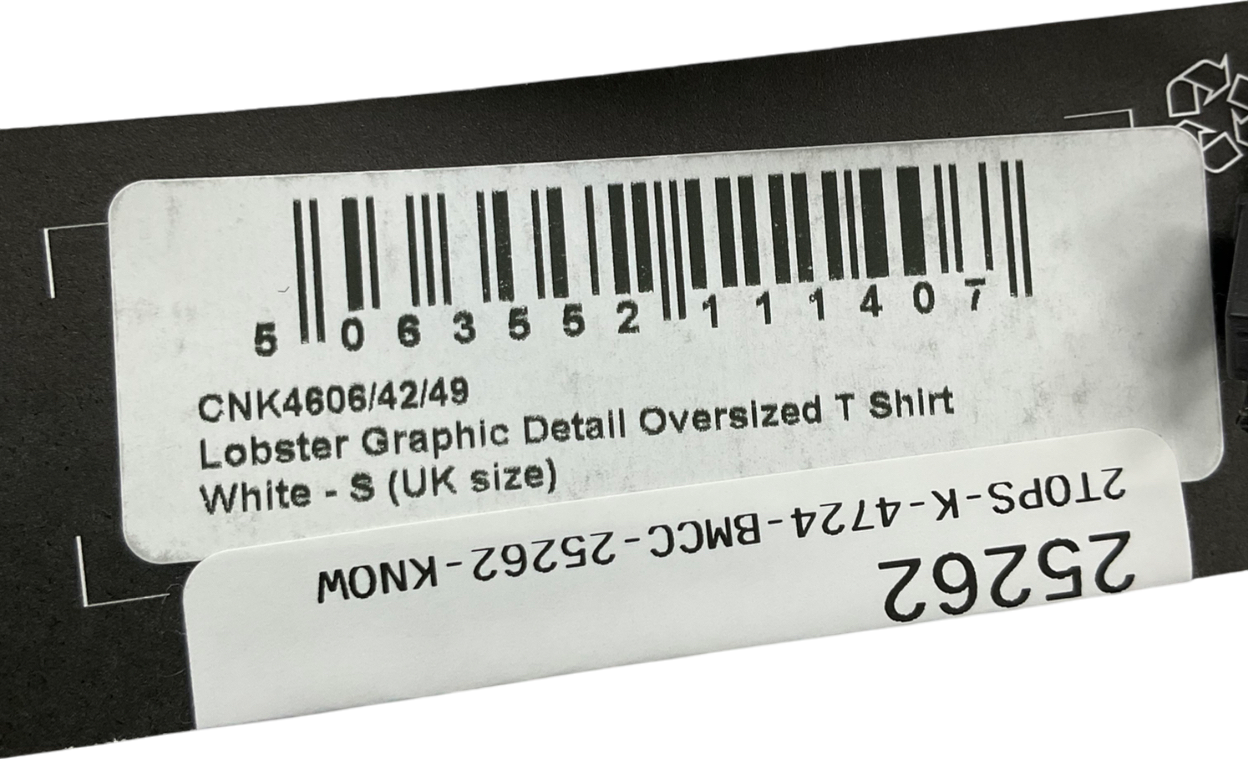 5 063552 111407
CNK4606/42/49
Lobster Graphic Detail Oversized T Shirt
White - S (UK size)
25262
2TOPS-K-4724-BMCC-25262-KNOW